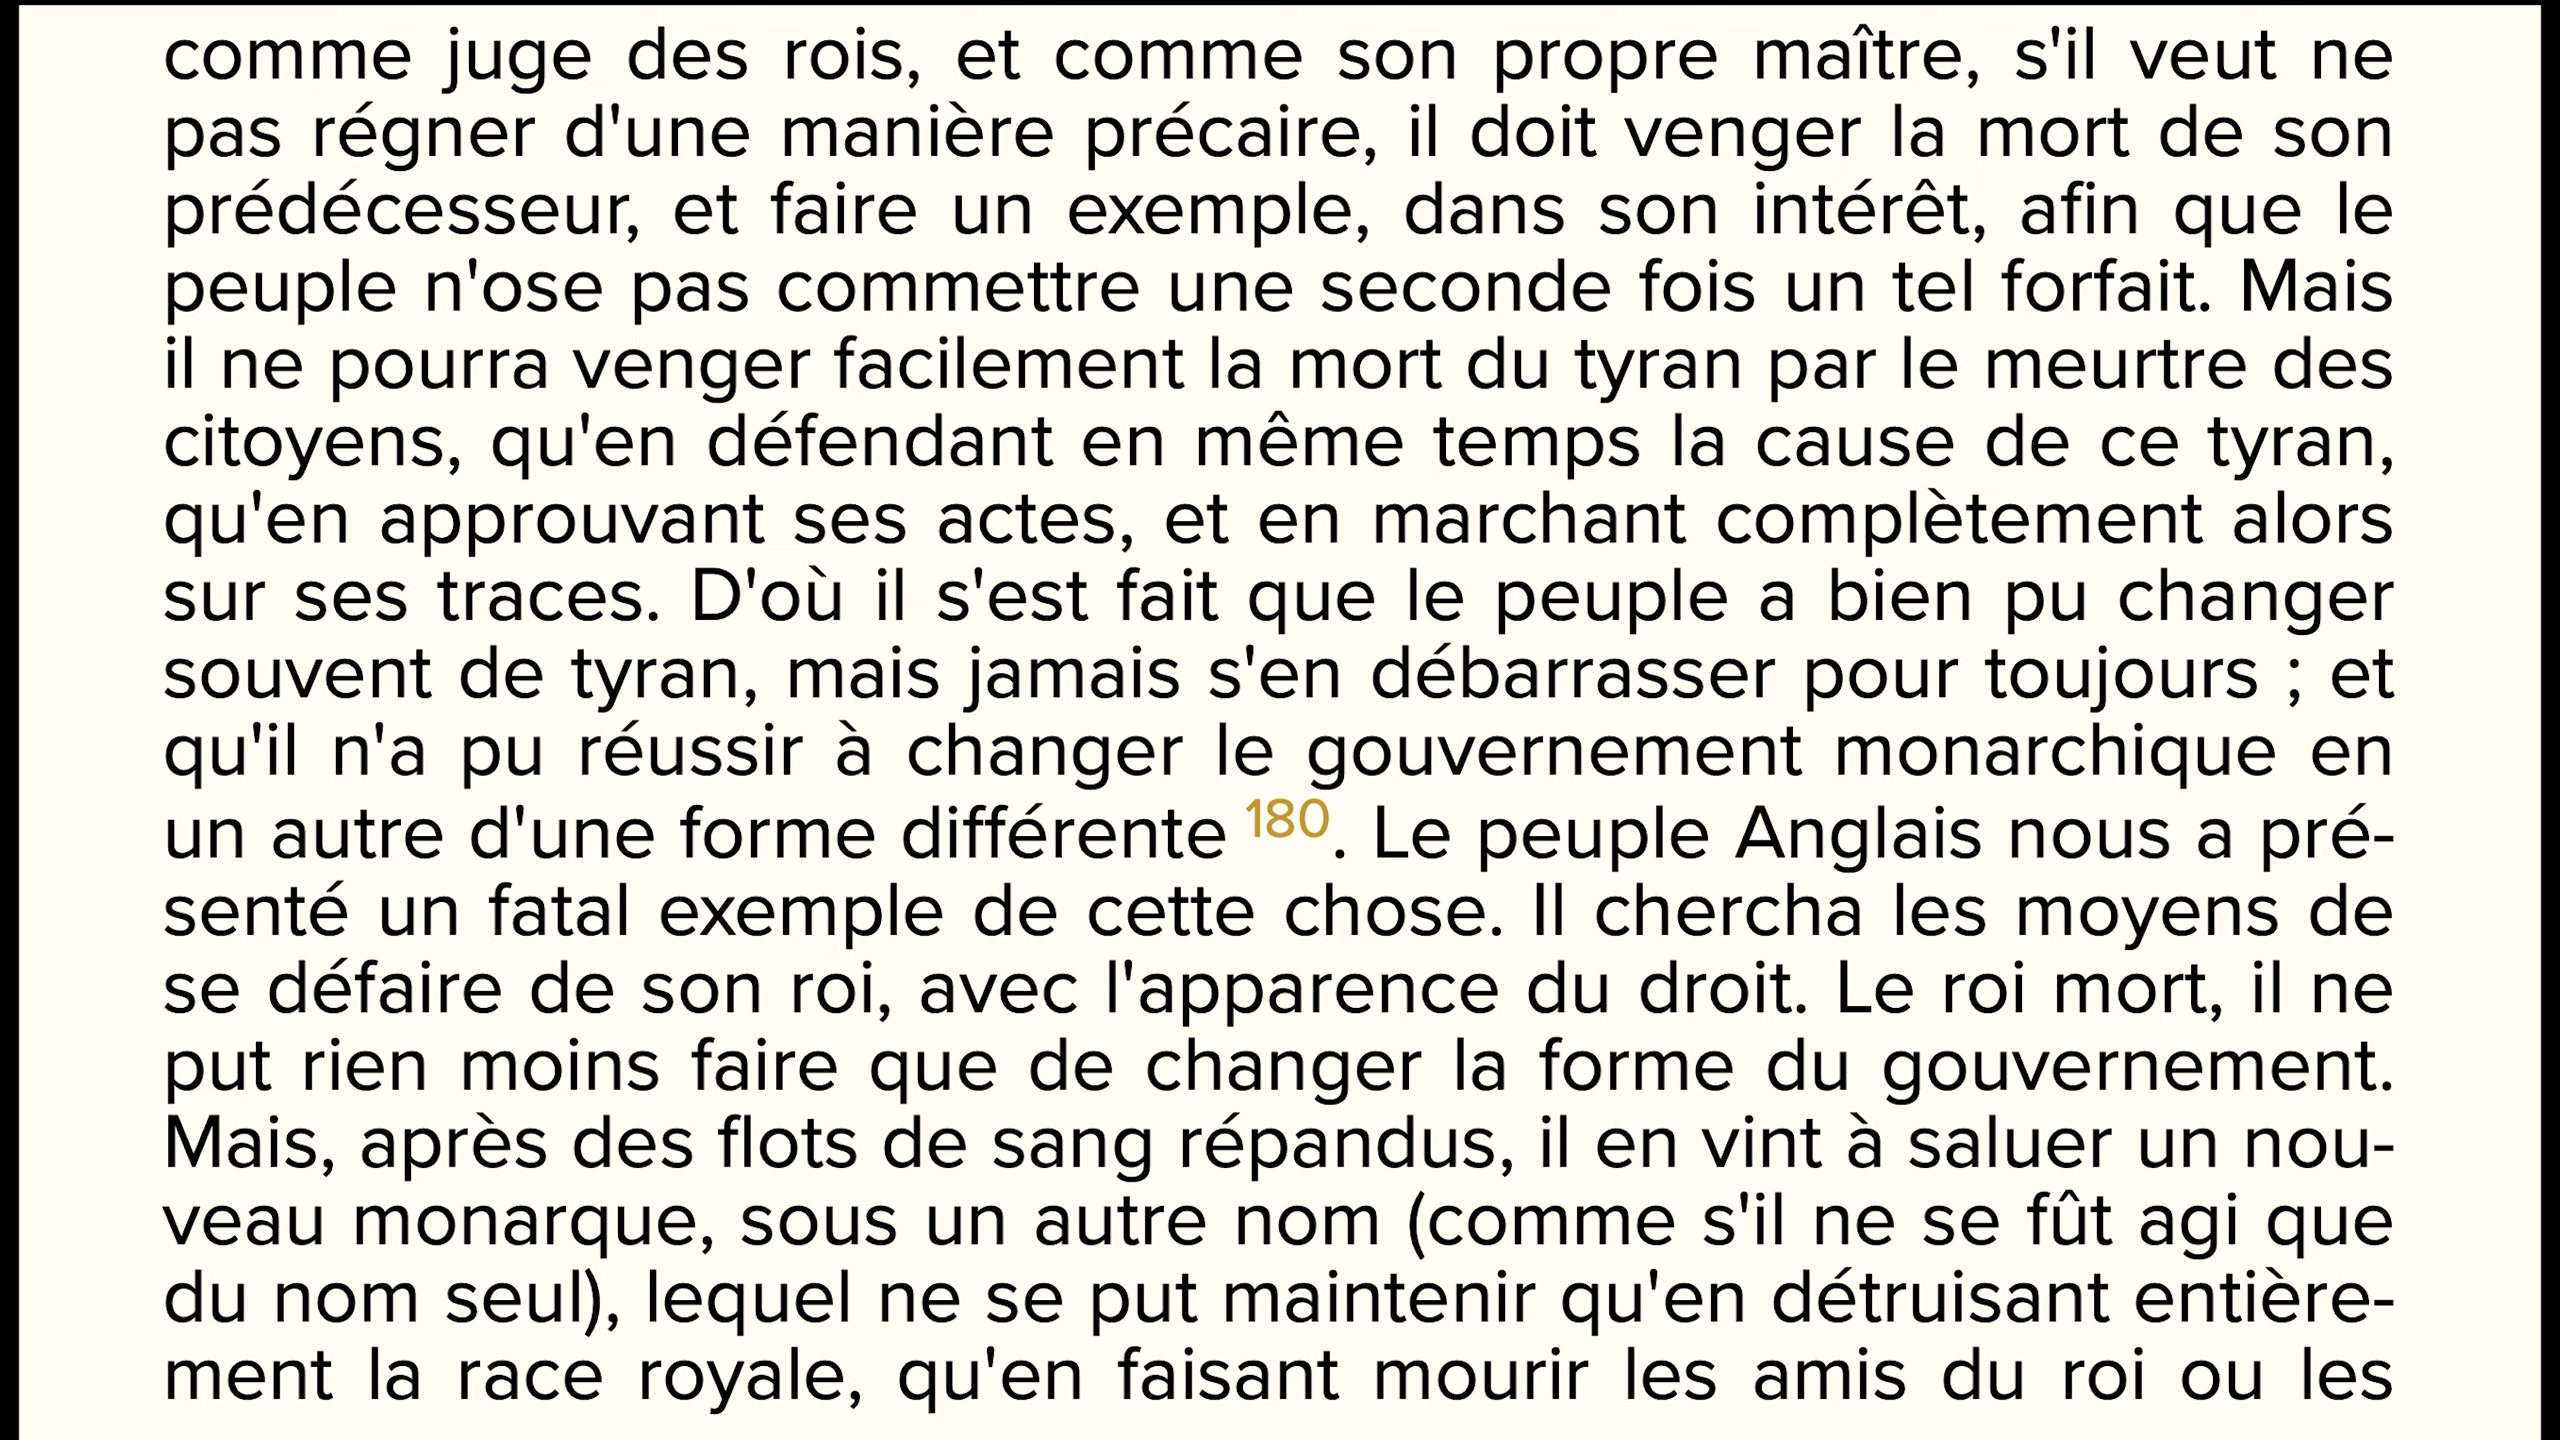 comme juge des rois, et comme son propre maître, s'il veut ne
pas régner d'une manière précaire, il doit venger la mort de son
prédécesseur, et faire un exemple, dans son intérêt, afin que le
peuple n'ose pas commettre une seconde fois un tel forfait. Mais
il ne pourra venger facilement la mort du tyran par le meurtre des
citoyens, qu'en défendant en même temps la cause de ce tyran,
qu'en approuvant ses actes, et en marchant complètement alors
sur ses traces. D'où il s'est fait que le peuple a bien pu changer
souvent de tyran, mais jamais s'en débarrasser pour toujours ; et
qu'il n'a pu réussir à changer le gouvernement monarchique en
un autre d'une forme différente 180. Le peuple Anglais nous a pré-
senté un fatal exemple de cette chose. Il chercha les moyens de
se défaire de son roi, avec l'apparence du droit. Le roi mort, il ne
put rien moins faire que de changer la forme du gouvernement.
Mais, après des flots de sang répandus, il en vint à saluer un nou-
veau monarque, sous un autre nom (comme s'il ne se fût agi que
du nom seul), lequel ne se put maintenir qu'en détruisant entière-
ment la race royale, qu'en faisant mourir les amis du roi ou les